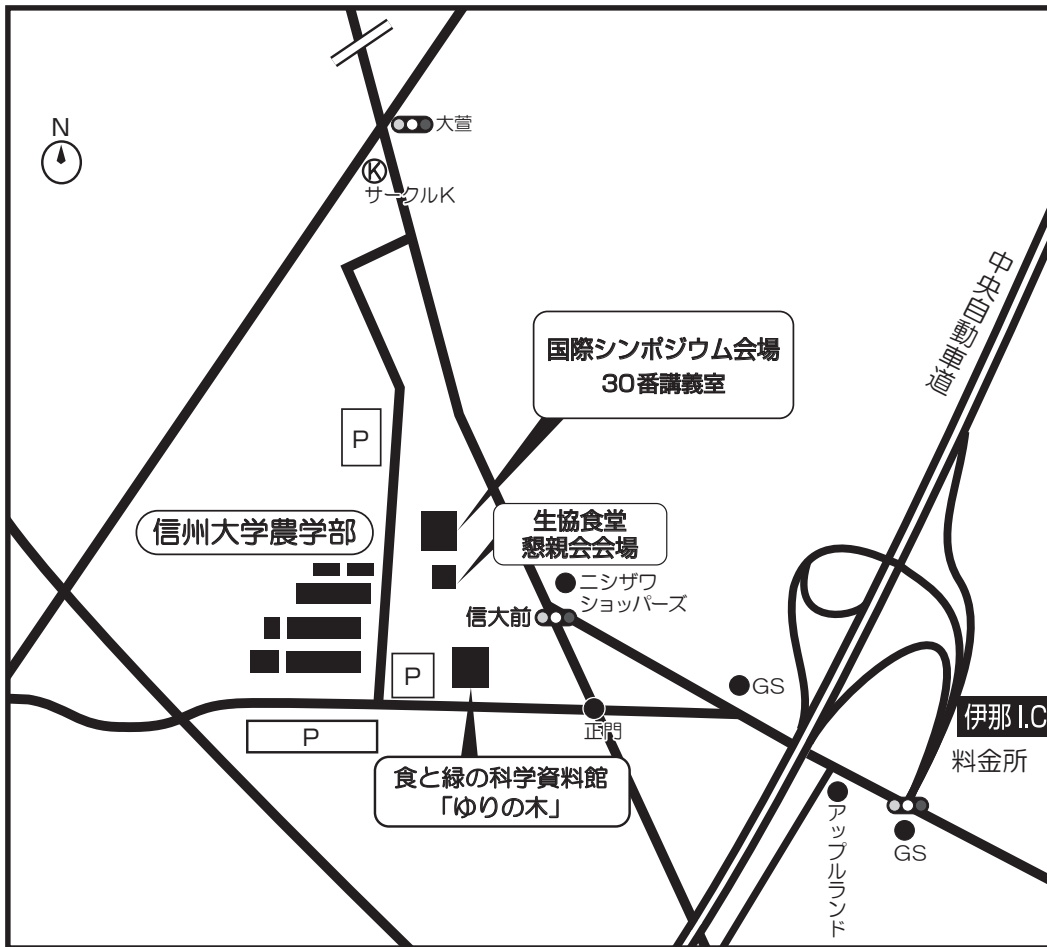 N
大萱
K
サークルK
中央自動車道
国際シンポジウム会場
30番講義室
P
信州大学農学部
生協食堂
懇親会会場
ニシザワ
ショッパーズ
信大前
P
GS
正門
P
伊那I.C
料金所
食と緑の科学資料館
「ゆりの木」
アップルランド
GS